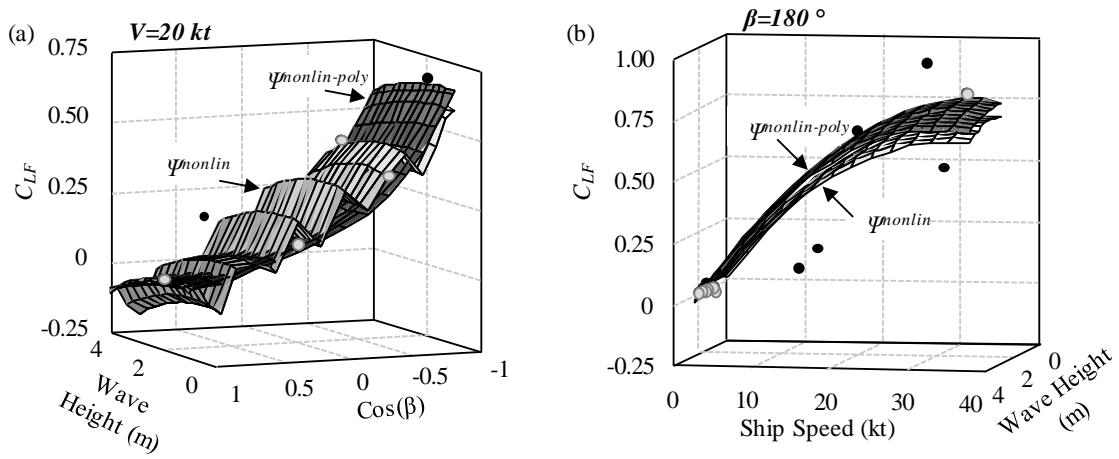 (a)
V=20 kt
0.75
0.50
0.25
0
-0.25
C_LF
Ψ^nonlin-poly
Ψ^nonlin
4
2
0
Wave
Height (m)
1
0.5
0
-0.5
-1
Cos(β)
(b)
β=180 °
1.00
0.75
0.50
0.25
0
-0.25
C_LF
Ψ^nonlin-poly
Ψ^nonlin
0
10
20
30
40
Ship Speed (kt)
4
2
0
Wave Height
(m)